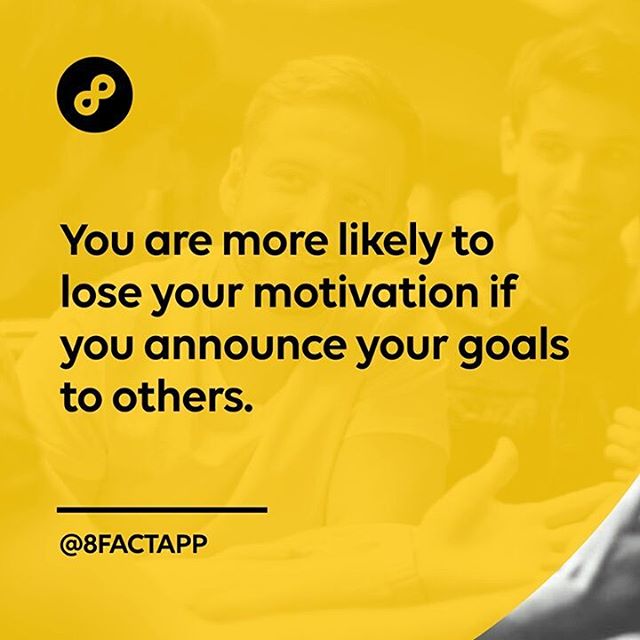 You are more likely to
lose your motivation if
you announce your goals
to others.
@8FACTAPP